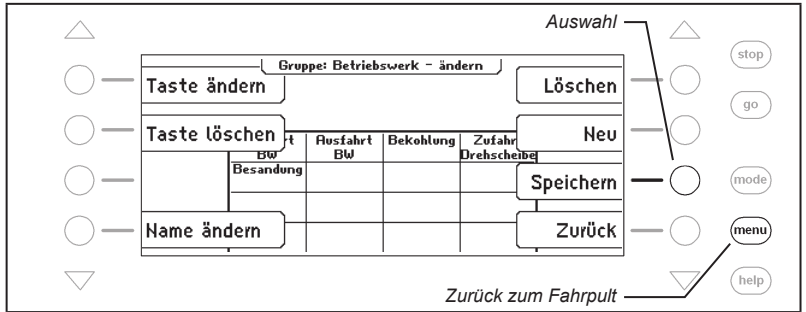 Auswahl
stop
Gruppe: Betriebswerk - ändern
Taste ändern
Löschen
go
Taste löschen
Neu
t
BW
Ausfahrt
BW
Bekohlung
Zufahr
Drehscheibe
Besandung
Speichern
mode
Name ändern
Zurück
menu
help
Zurück zum Fahrpult